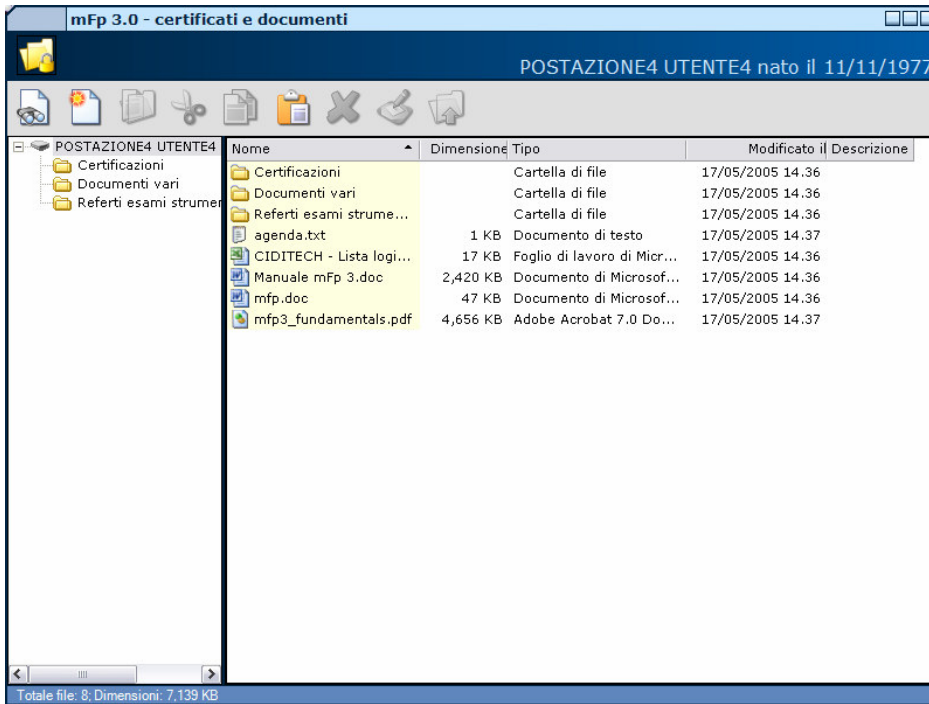 mFp 3.0 - certificati e documenti
POSTAZIONE4 UTENTE4 nato il 11/11/1977
POSTAZIONE4 UTENTE4
Certificazioni
Documenti vari
Referti esami strumen
Nome Dimensione Tipo Modificato il Descrizione
Certificazioni Cartella di file 17/05/2005 14.36
Documenti vari Cartella di file 17/05/2005 14.36
Referti esami strume... Cartella di file 17/05/2005 14.36
agenda.txt 1 KB Documento di testo 17/05/2005 14.37
CIDITECH - Lista logi... 17 KB Foglio di lavoro di Micr... 17/05/2005 14.36
Manuale mFp 3.doc 2,420 KB Documento di Microsof... 17/05/2005 14.36
mfp.doc 47 KB Documento di Microsof... 17/05/2005 14.36
mfp3_fundamentals.pdf 4,656 KB Adobe Acrobat 7.0 Do... 17/05/2005 14.37
Totale file: 8; Dimensioni: 7,139 KB